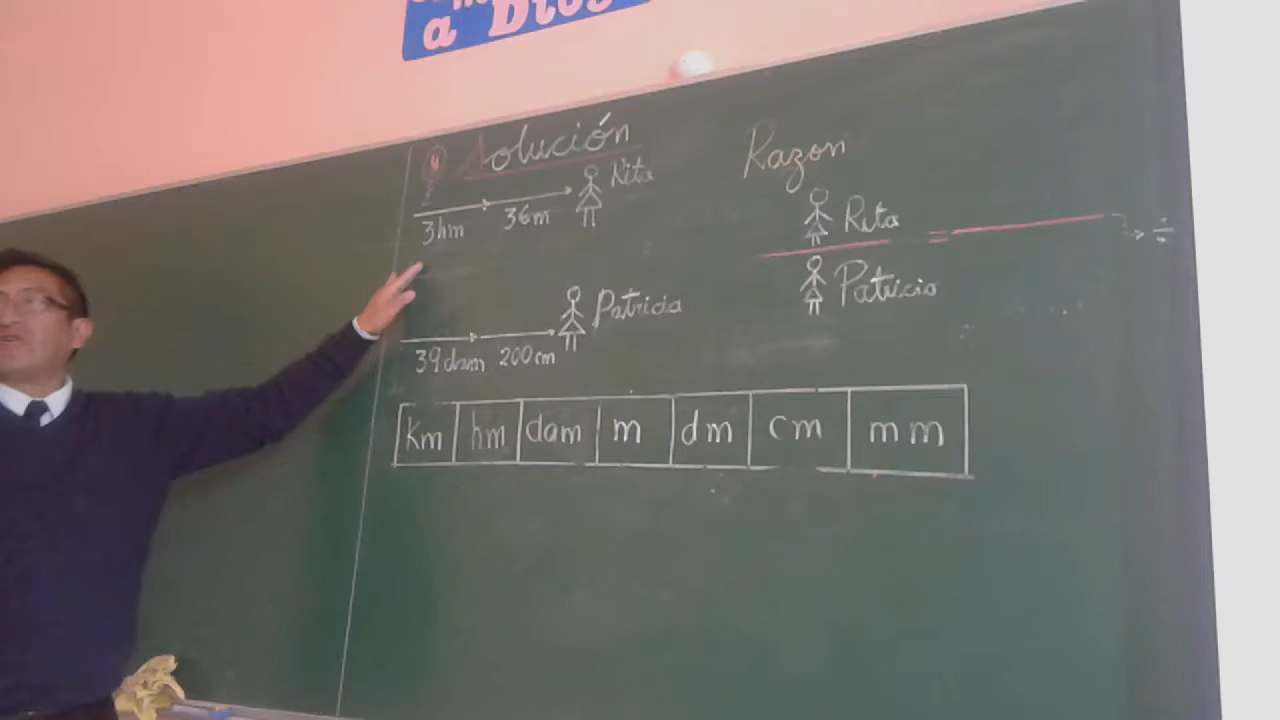 a Dios
Solución
Rita
3hm 36m
Patricia
39dam 200cm
Razon
Rita
=
Patricia
÷
km hm dam m dm cm mm